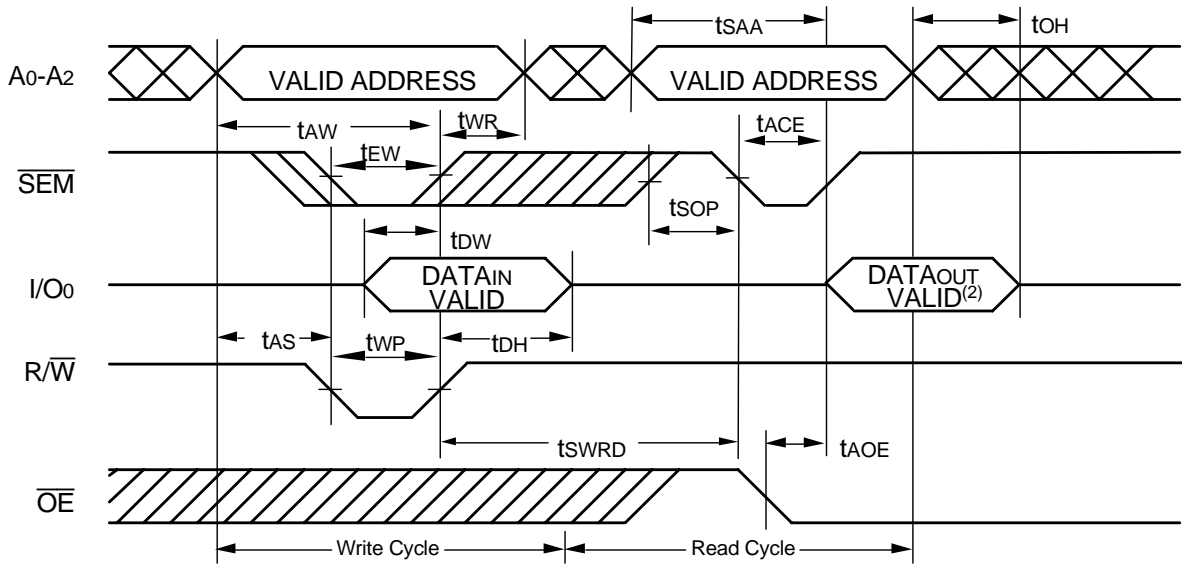 tSAA
tOH
A0-A2
VALID ADDRESS
VALID ADDRESS
tAW
tWR
tACE
tEW
SEM
tSOP
tDW
I/O0
DATAIN
VALID
DATAOUT
VALID(2)
tAS
tWP
tDH
R/W
tSWRD
tAOE
OE
Write Cycle
Read Cycle